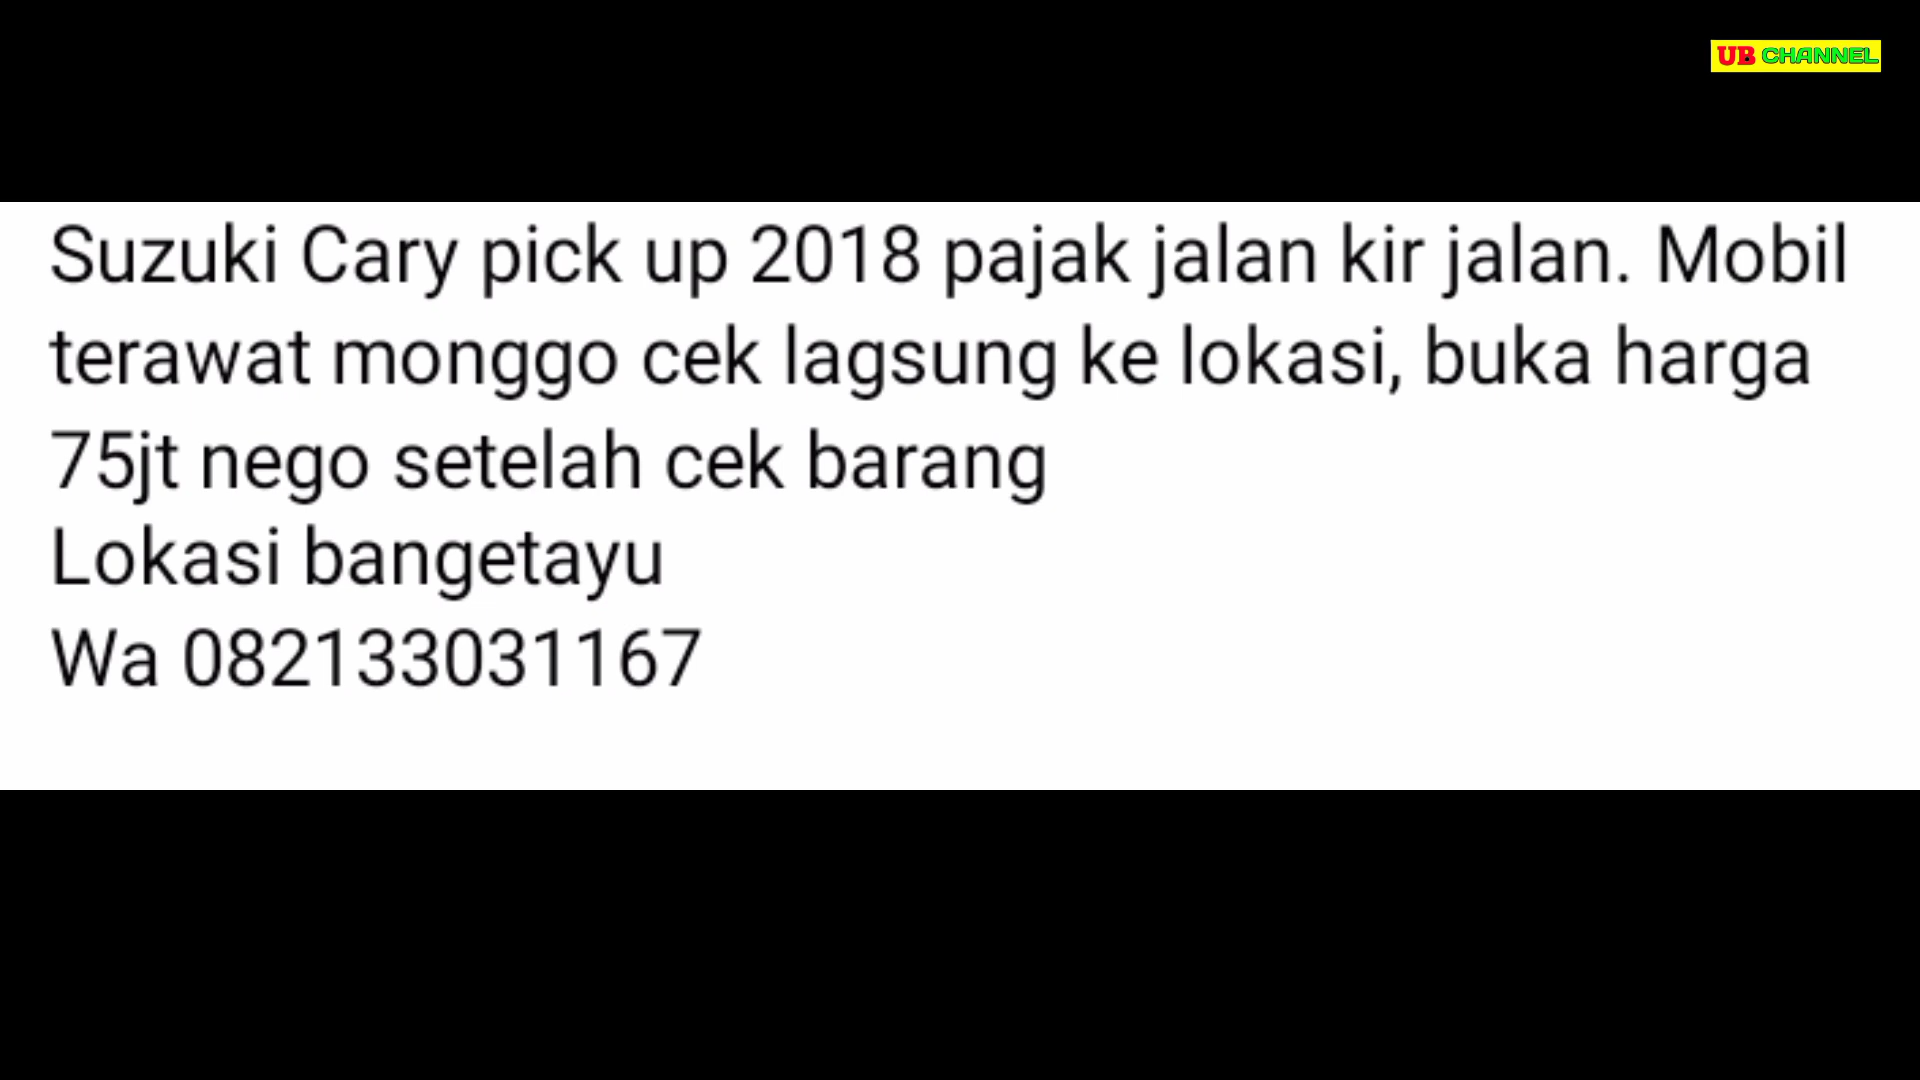 UB CHANNEL
Suzuki Cary pick up 2018 pajak jalan kir jalan. Mobil
terawat monggo cek lagsung ke lokasi, buka harga
75jt nego setelah cek barang
Lokasi bangetayu
Wa 082133031167